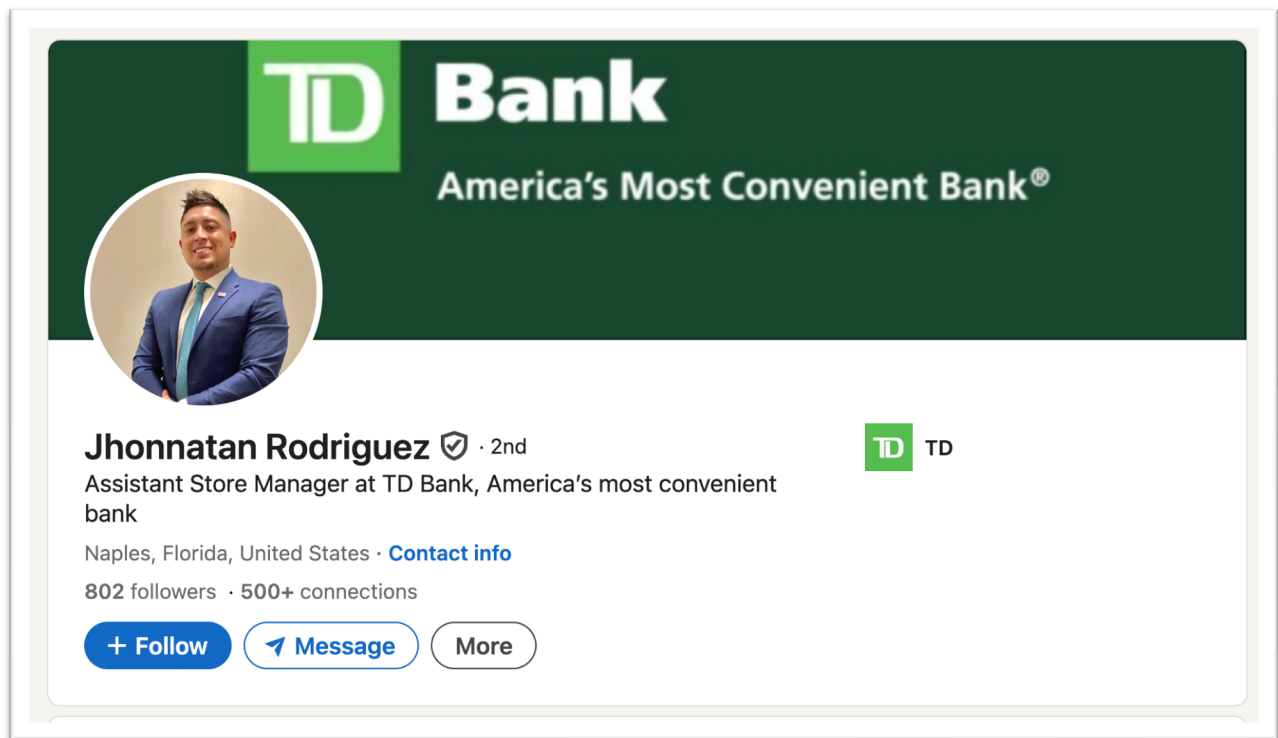 TD Bank
America's Most Convenient Bank®
Jhonnatan Rodriguez · 2nd
Assistant Store Manager at TD Bank, America's most convenient
bank
TD TD
Naples, Florida, United States · Contact info
802 followers · 500+ connections
+ Follow Message More